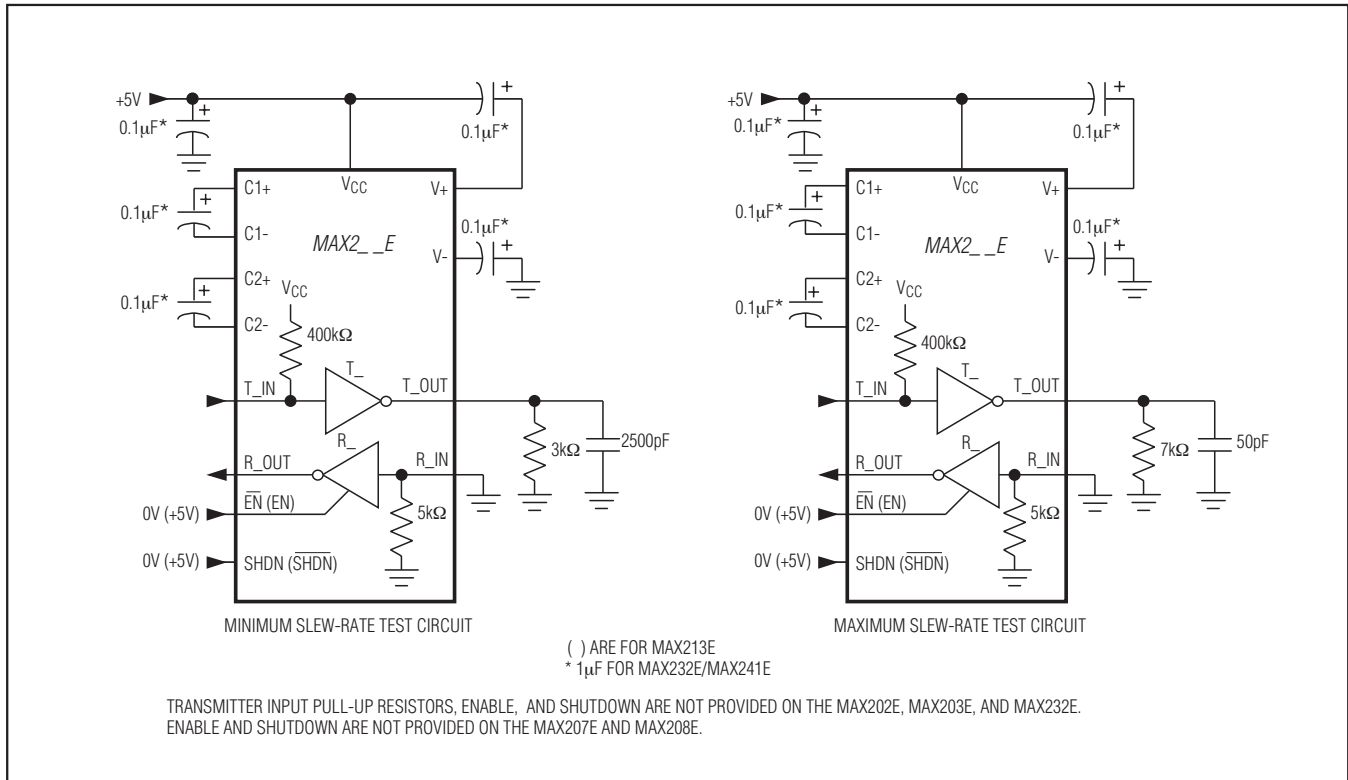 +5V
+
0.1µF*
+
0.1µF*
VCC
V+
C1+
+
0.1µF*
C1-
MAX2_ _E
0.1µF*
+
V-
C2+
+
0.1µF*
C2-
VCC
400kΩ
T_IN
T_
T_OUT
3kΩ
2500pF
R_OUT
R_
R_IN
5kΩ
0V (+5V)
E̅N̅ (EN)
0V (+5V)
SHDN (S̅H̅D̅N̅)
MINIMUM SLEW-RATE TEST CIRCUIT
+5V
+
0.1µF*
+
0.1µF*
VCC
V+
C1+
+
0.1µF*
C1-
MAX2_ _E
0.1µF*
+
V-
C2+
+
0.1µF*
C2-
VCC
400kΩ
T_IN
T_
T_OUT
7kΩ
50pF
R_OUT
R_
R_IN
5kΩ
0V (+5V)
E̅N̅ (EN)
0V (+5V)
SHDN (S̅H̅D̅N̅)
MAXIMUM SLEW-RATE TEST CIRCUIT
( ) ARE FOR MAX213E
* 1µF FOR MAX232E/MAX241E
TRANSMITTER INPUT PULL-UP RESISTORS, ENABLE, AND SHUTDOWN ARE NOT PROVIDED ON THE MAX202E, MAX203E, AND MAX232E.
ENABLE AND SHUTDOWN ARE NOT PROVIDED ON THE MAX207E AND MAX208E.